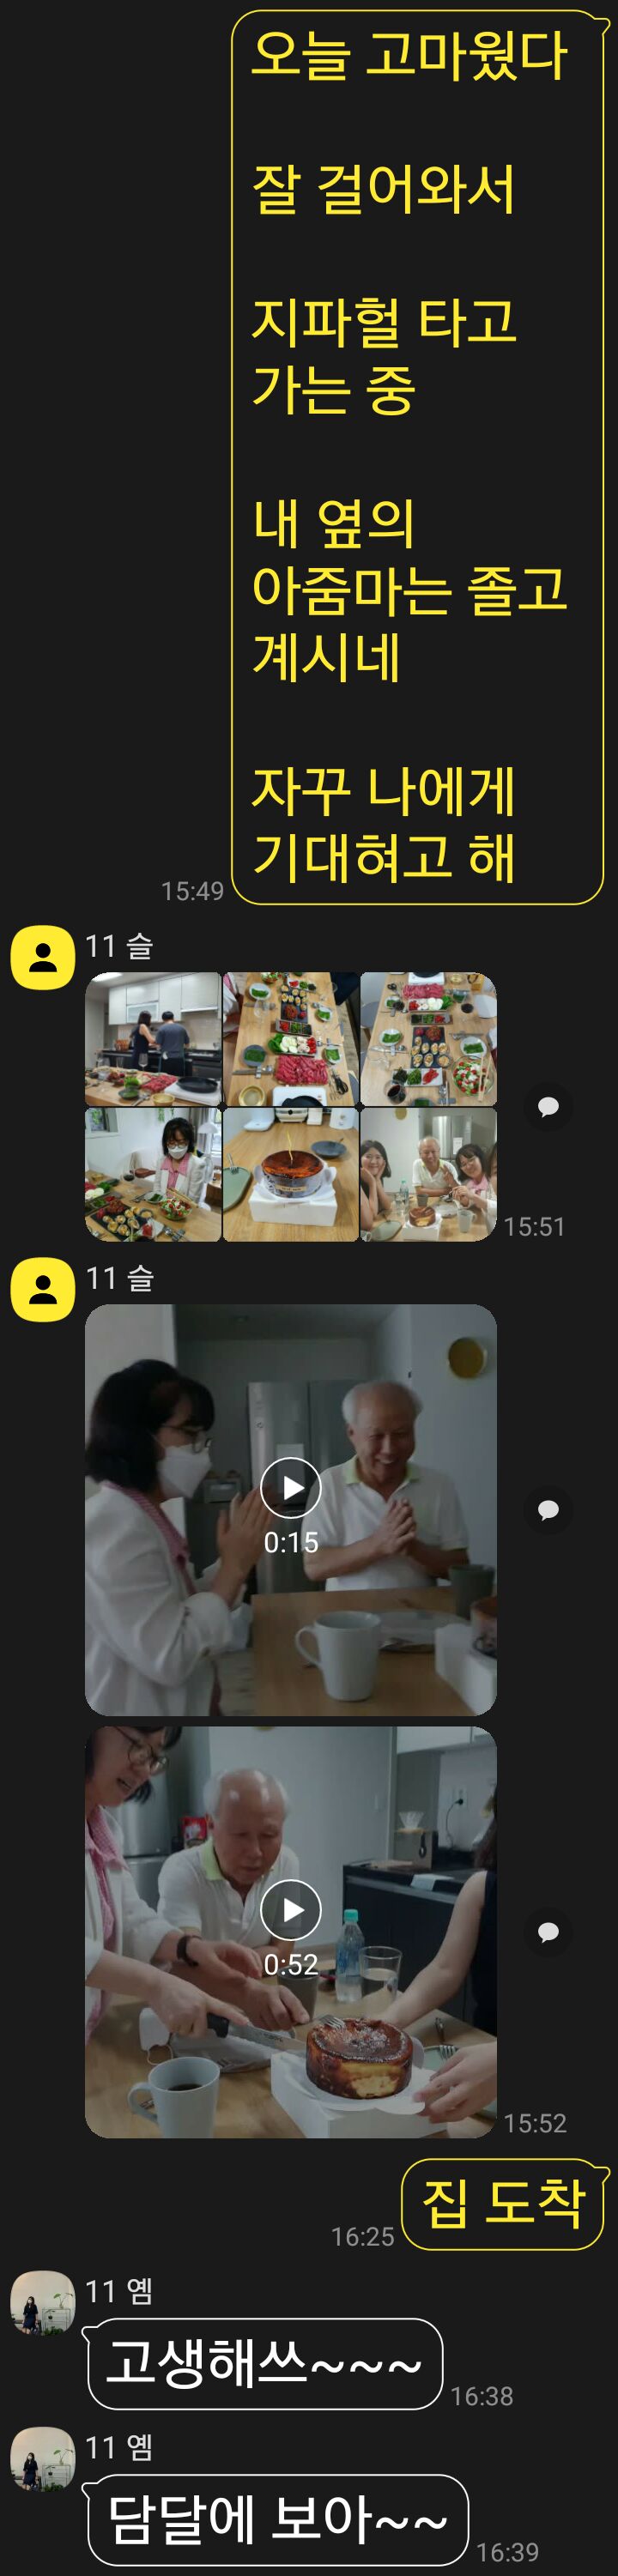 오늘 고마웠다
잘 걸어와서
지파헐 타고
가는 중
내 옆의
아줌마는 졸고
계시네
자꾸 나에게
기대혀고 해
15:49
11 슬
15:51
11 슬
0:15
0:52
15:52
집 도착
16:25
11 옘
고생해쓰~~~
16:38
11 옘
담달에 보아~~
16:39